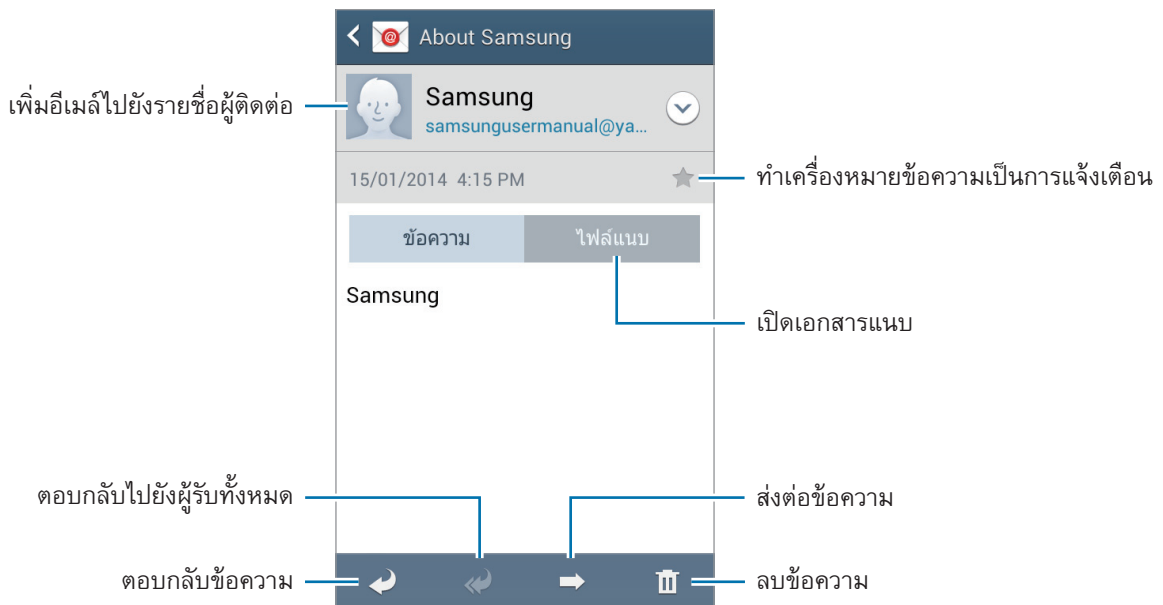 About Samsung
Samsung
เพิ่มอีเมล์ไปยังรายชื่อผู้ติดต่อ
samsungusermanual@ya...
15/01/2014 4:15 PM
ทำเครื่องหมายข้อความเป็นการแจ้งเตือน
ข้อความ ไฟล์แนบ
Samsung
เปิดเอกสารแนบ
ตอบกลับไปยังผู้รับทั้งหมด
ส่งต่อข้อความ
ตอบกลับข้อความ
ลบข้อความ